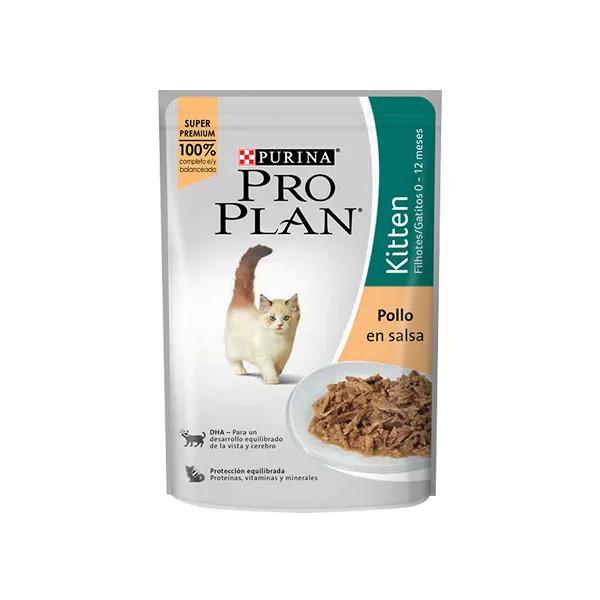 SUPER
PREMIUM
100%
completo e/y
balanceado
PURINA®
PRO
PLAN®
Kitten
Filhotes/Gatitos 0 - 12 meses
Pollo
en salsa
DHA – Para un
desarrollo equilibrado
de la vista y cerebro
Protección equilibrada
Proteínas, vitaminas y minerales